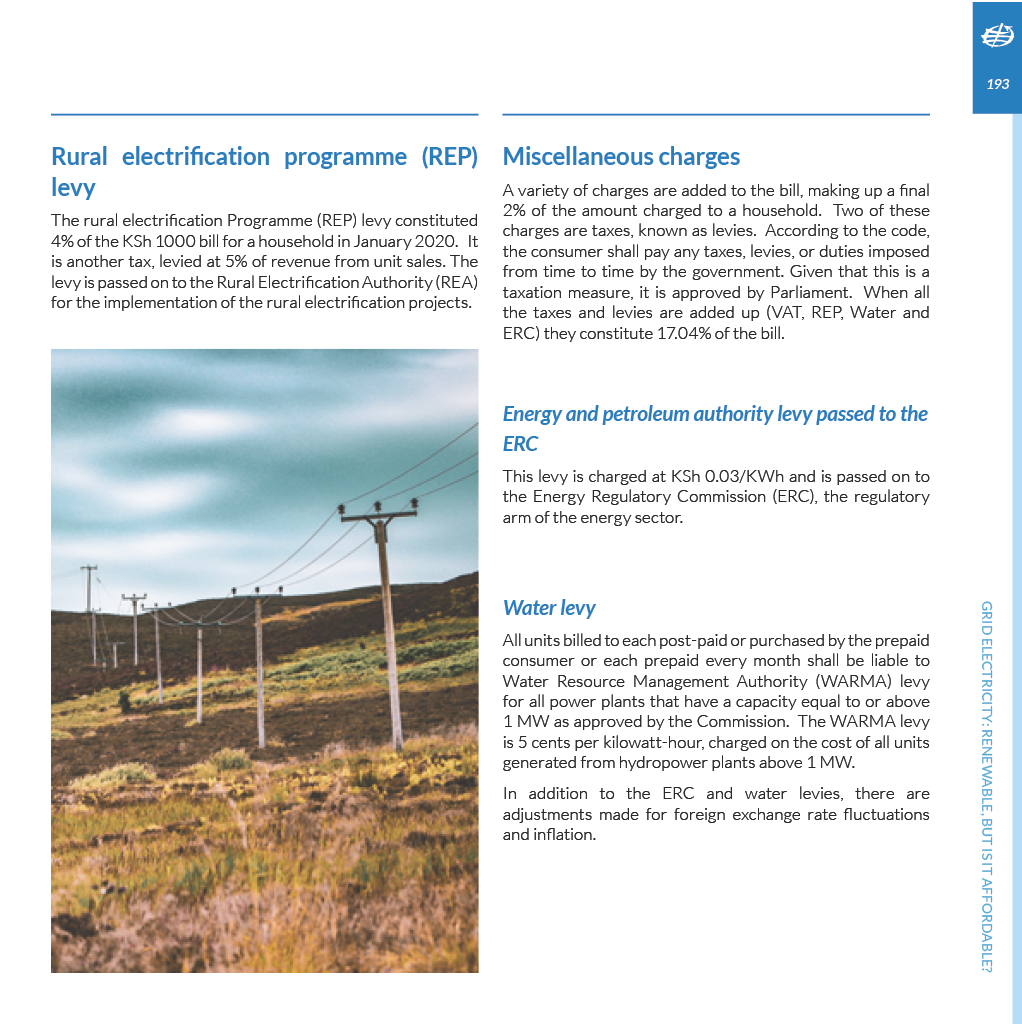 193
Rural electrification programme (REP)
levy
The rural electrification Programme (REP) levy constituted
4% of the KSh 1000 bill for a household in January 2020. It
is another tax, levied at 5% of revenue from unit sales. The
levy is passed on to the Rural Electrification Authority (REA)
for the implementation of the rural electrification projects.
Miscellaneous charges
A variety of charges are added to the bill, making up a final
2% of the amount charged to a household. Two of these
charges are taxes, known as levies. According to the code,
the consumer shall pay any taxes, levies, or duties imposed
from time to time by the government. Given that this is a
taxation measure, it is approved by Parliament. When all
the taxes and levies are added up (VAT, REP, Water and
ERC) they constitute 17.04% of the bill.
Energy and petroleum authority levy passed to the
ERC
This levy is charged at KSh 0.03/KWh and is passed on to
the Energy Regulatory Commission (ERC), the regulatory
arm of the energy sector.
Water levy
All units billed to each post-paid or purchased by the prepaid
consumer or each prepaid every month shall be liable to
Water Resource Management Authority (WARMA) levy
for all power plants that have a capacity equal to or above
1 MW as approved by the Commission. The WARMA levy
is 5 cents per kilowatt-hour, charged on the cost of all units
generated from hydropower plants above 1 MW.
In addition to the ERC and water levies, there are
adjustments made for foreign exchange rate fluctuations
and inflation.
GRID ELECTRICITY: RENEWABLE, BUT IS IT AFFORDABLE?